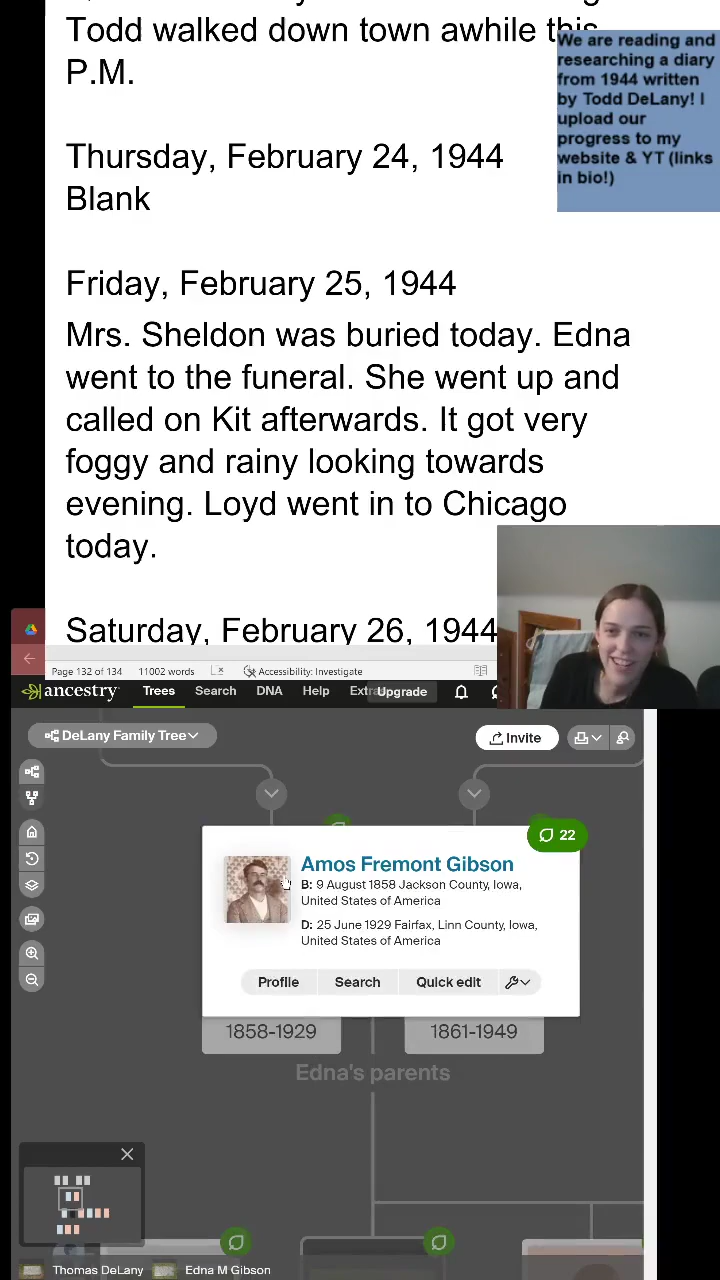 Todd walked down town awhile this
P.M.
We are reading and
researching a diary
from 1944 written
by Todd DeLany! I
upload our
progress to my
website & YT (links
in bio!)
Thursday, February 24, 1944
Blank
Friday, February 25, 1944
Mrs. Sheldon was buried today. Edna
went to the funeral. She went up and
called on Kit afterwards. It got very
foggy and rainy looking towards
evening. Loyd went in to Chicago
today.
Saturday, February 26, 1944
Page 132 of 134 11002 words Accessibility: Investigate
ancestry Trees Search DNA Help Extra Upgrade
DeLany Family Tree
Invite
22
Amos Fremont Gibson
B: 9 August 1858 Jackson County, Iowa,
United States of America
D: 25 June 1929 Fairfax, Linn County, Iowa,
United States of America
Profile Search Quick edit
1858-1929 1861-1949
Edna's parents
Thomas DeLany Edna M Gibson